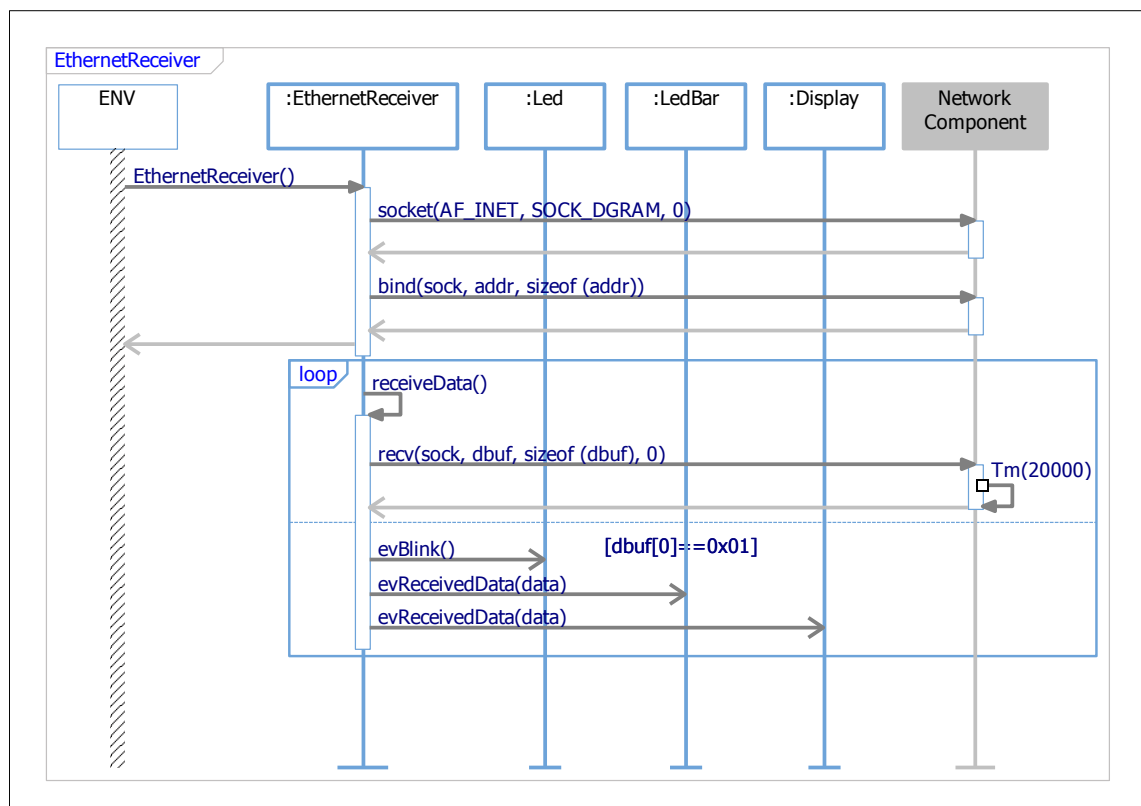 EthernetReceiver
ENV
:EthernetReceiver
:Led
:LedBar
:Display
Network
Component
EthernetReceiver()
socket(AF_INET, SOCK_DGRAM, 0)
bind(sock, addr, sizeof (addr))
loop
receiveData()
recv(sock, dbuf, sizeof (dbuf), 0)
Tm(20000)
[dbuf[0]==0x01]
evBlink()
evReceivedData(data)
evReceivedData(data)